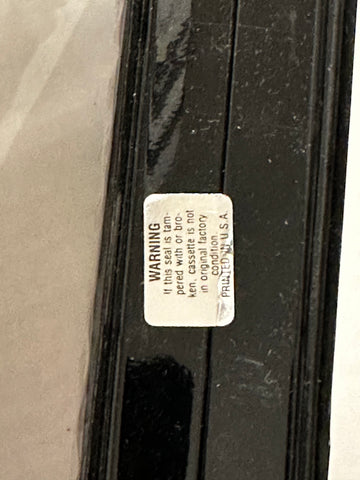 WARNING
If this seal is tam-
pered with or bro-
ken, cassette is not
in original factory
condition.
PRINTED IN U.S.A.